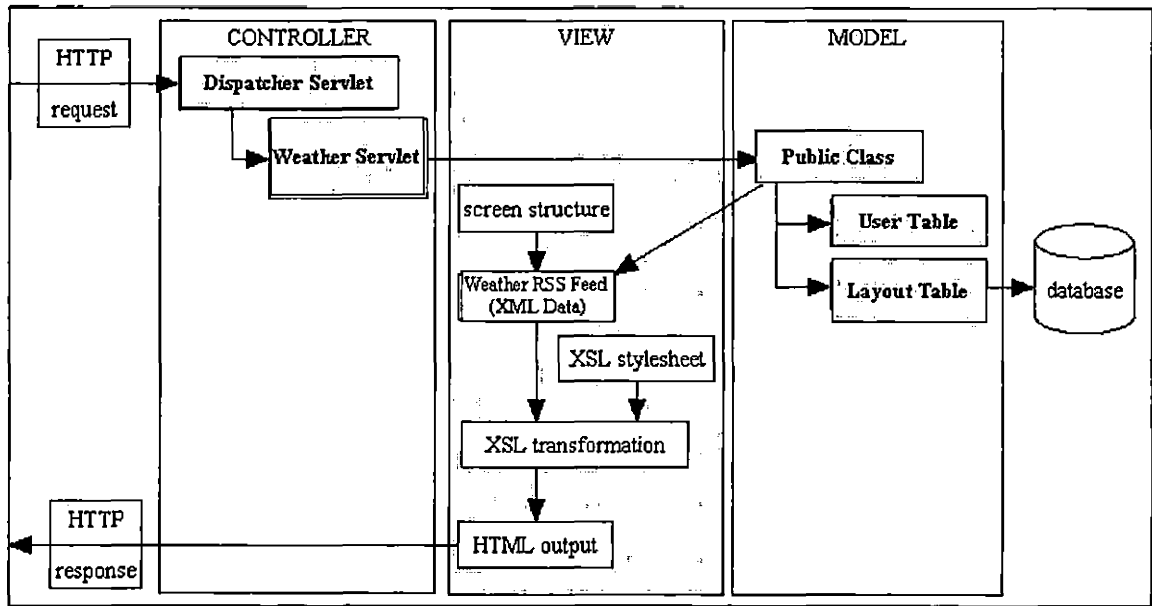 CONTROLLER
VIEW
MODEL
HTTP
request
Dispatcher Servlet
Weather Servlet
Public Class
screen structure
User Table
Weather RSS Feed
(XML Data)
Layout Table
database
XSL stylesheet
XSL transformation
HTTP
response
HTML output